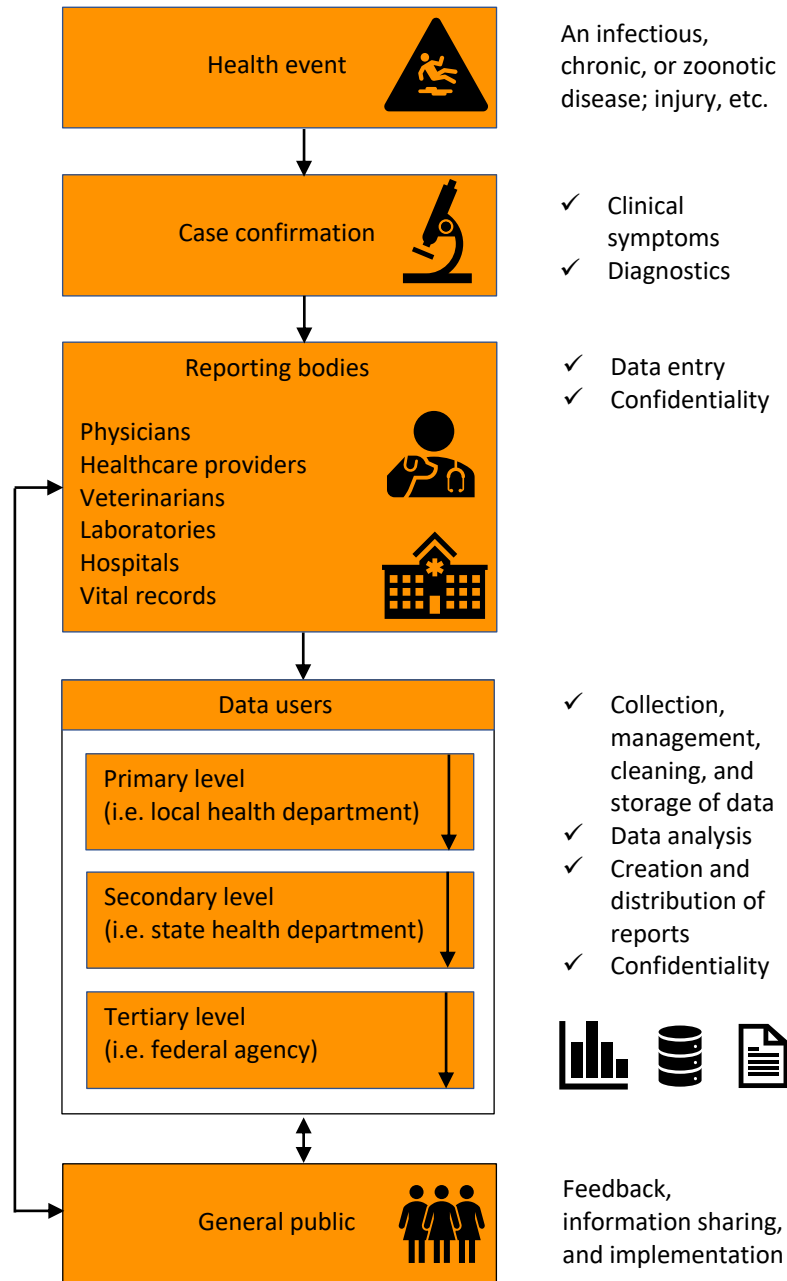 Health event
An infectious,
chronic, or zoonotic
disease; injury, etc.
Case confirmation
✓ Clinical
symptoms
✓ Diagnostics
Reporting bodies
Physicians
Healthcare providers
Veterinarians
Laboratories
Hospitals
Vital records
✓ Data entry
✓ Confidentiality
Data users
Primary level
(i.e. local health department)
Secondary level
(i.e. state health department)
Tertiary level
(i.e. federal agency)
✓ Collection,
management,
cleaning, and
storage of data
✓ Data analysis
✓ Creation and
distribution of
reports
✓ Confidentiality
General public
Feedback,
information sharing,
and implementation